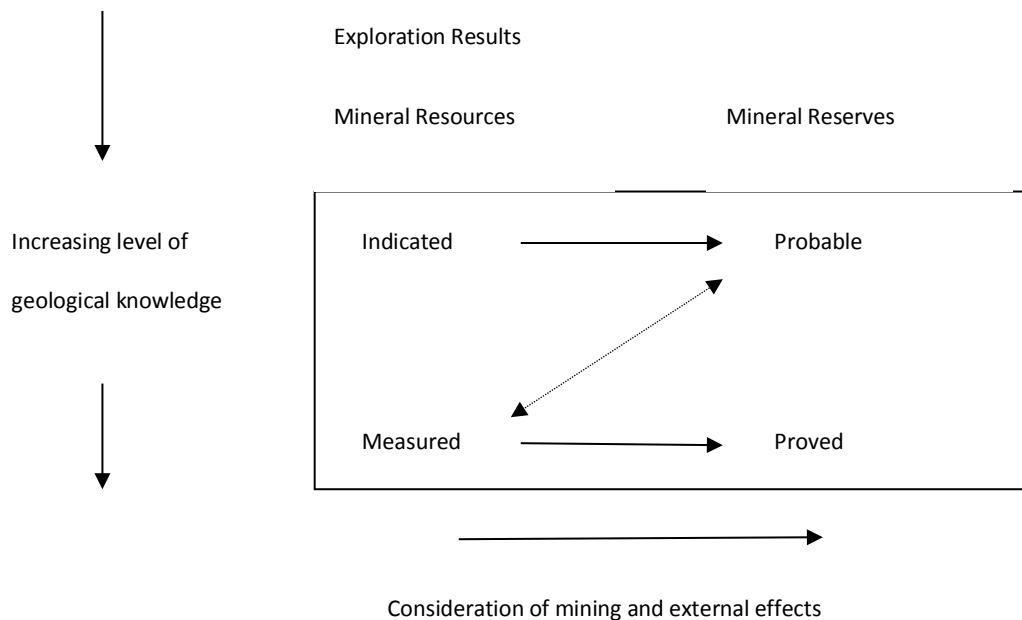 Exploration Results
Mineral Resources Mineral Reserves
Increasing level of
geological knowledge
Indicated Probable
Measured Proved
Consideration of mining and external effects